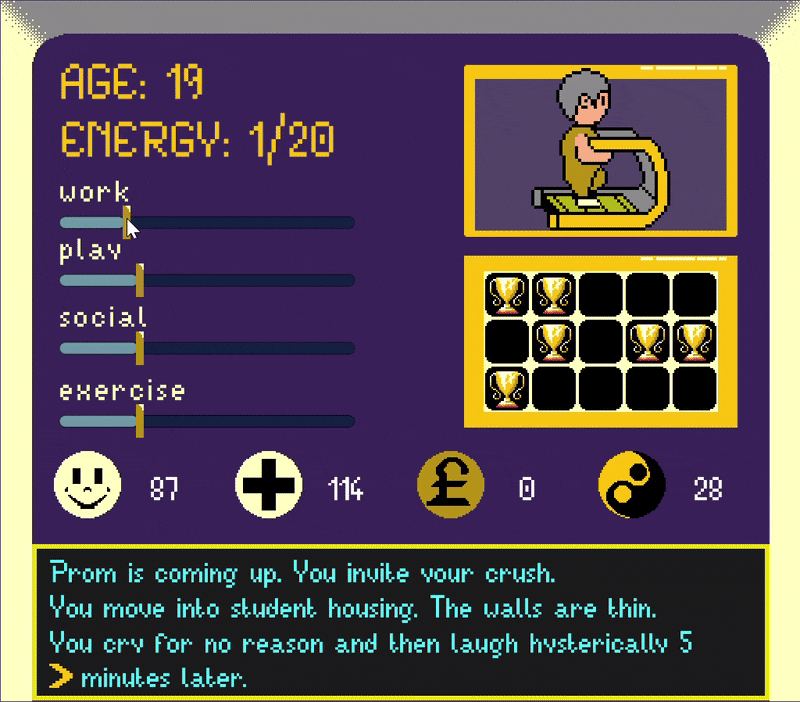 AGE: 19
ENERGY: 1/20
work
play
social
exercise
87
114
£
0
28
Prom is coming up. You invite your crush.
You move into student housing. The walls are thin.
You cry for no reason and then laugh hysterically 5
> minutes later.